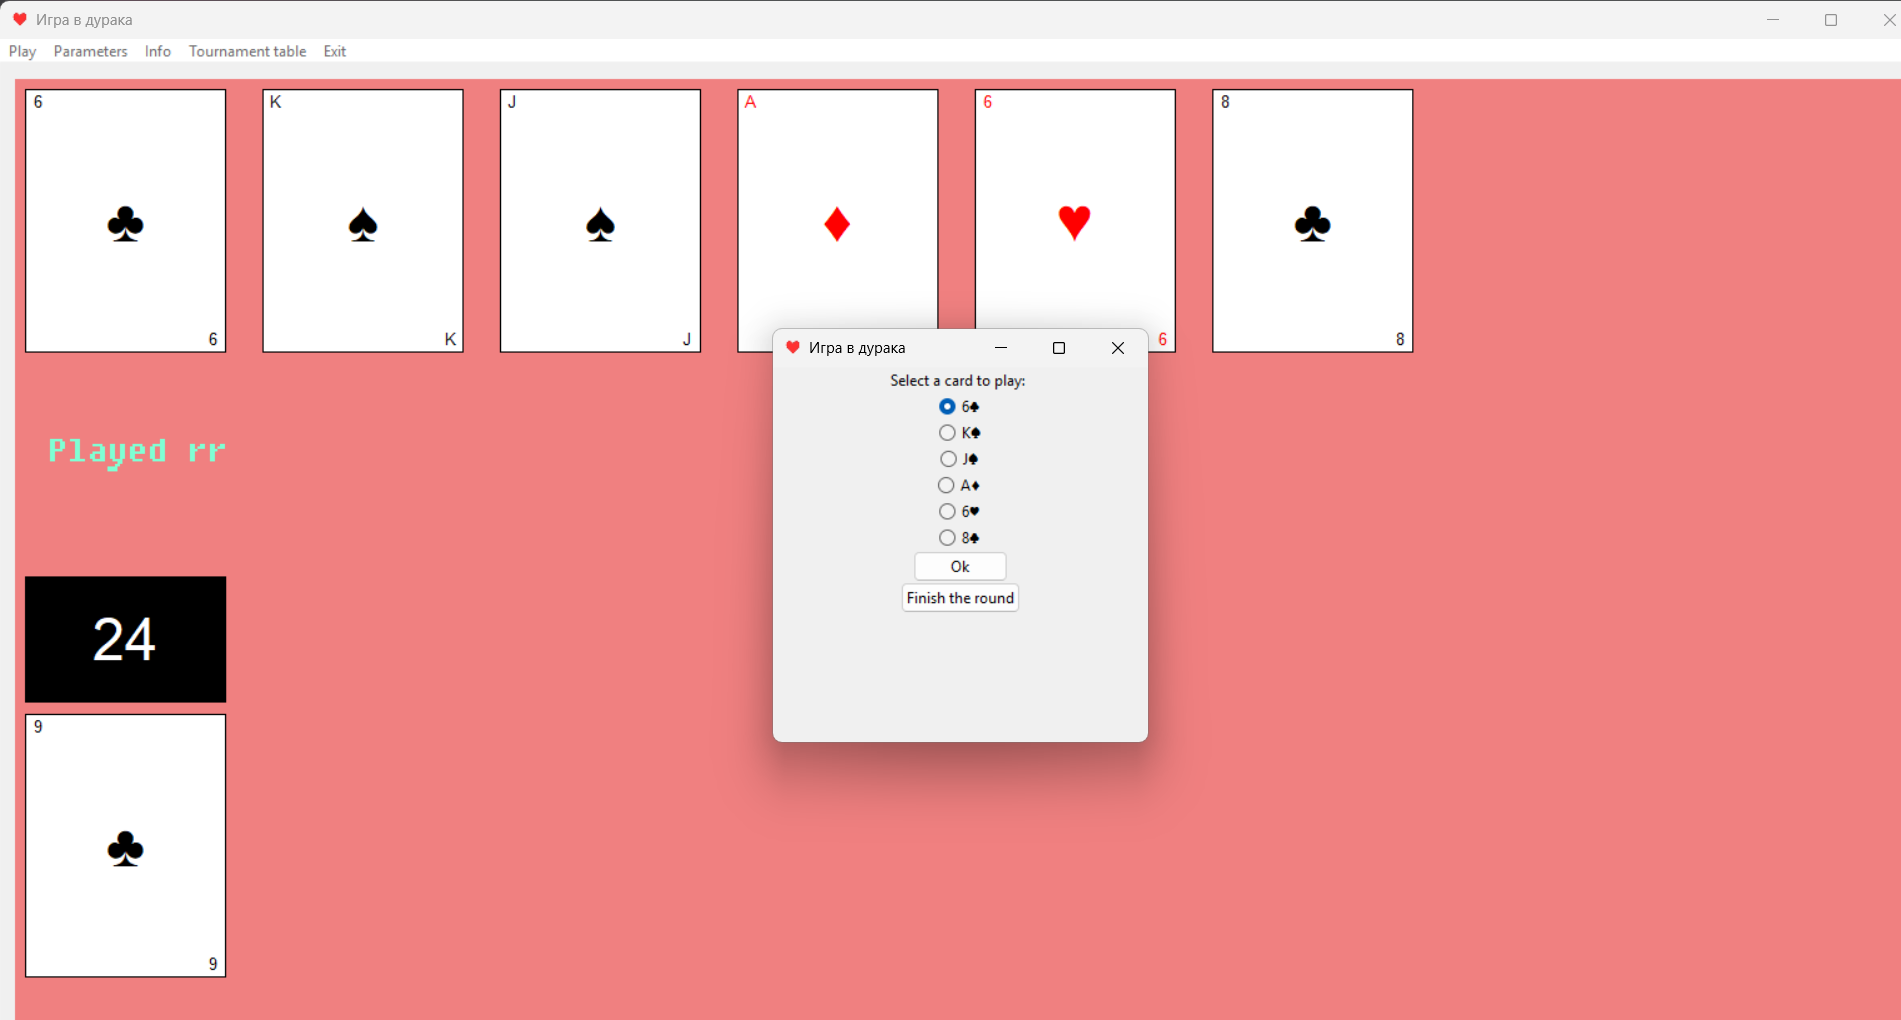 Игра в дурака
Play Parameters Info Tournament table Exit
6 K J A 6 8
♣ ♠ ♠ ♦ ♥ ♣
6 K J 6 8
Игра в дурака
Select a card to play:
6♣
K♠
J♠
A♦
6♥
8♣
Ok
Finish the round
Played rr
24
9
♣
9